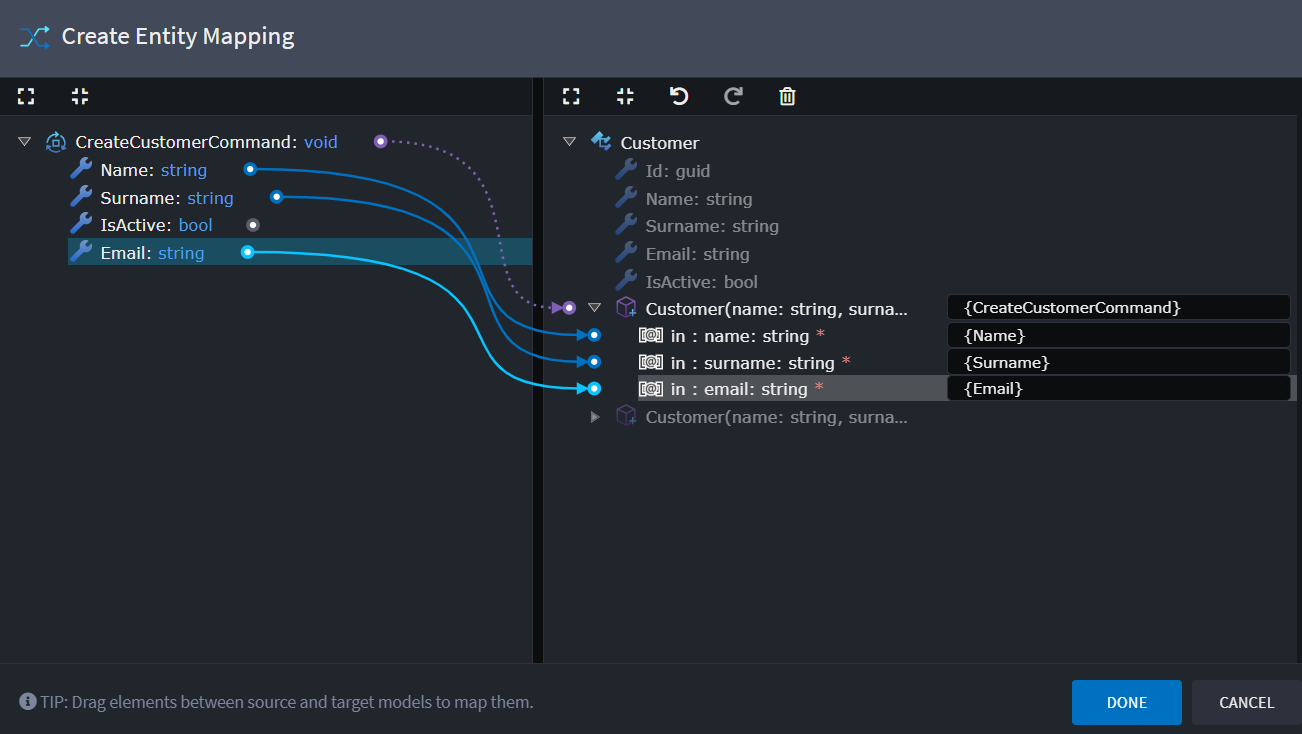 Create Entity Mapping
CreateCustomerCommand: void
Name: string
Surname: string
IsActive: bool
Email: string
Customer
Id: guid
Name: string
Surname: string
Email: string
IsActive: bool
Customer(name: string, surna... {CreateCustomerCommand}
[@] in : name: string * {Name}
[@] in : surname: string * {Surname}
[@] in : email: string * {Email}
Customer(name: string, surna...
TIP: Drag elements between source and target models to map them.
DONE CANCEL